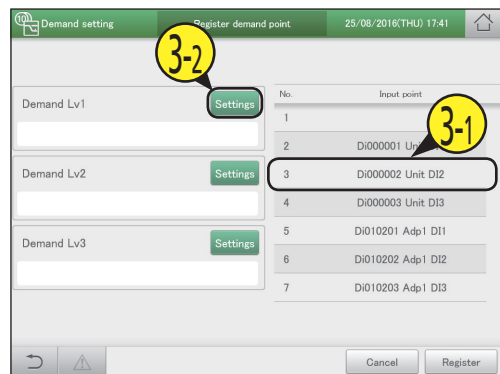 10 Demand setting
Register demand point
25/08/2016(THU) 17:41
3-2
Demand Lv1
Settings
Demand Lv2
Settings
Demand Lv3
Settings
No. Input point
1
3-1
2 Di000001
3 Di000002 Unit DI2
4 Di000003 Unit DI3
5 Di010201 Adp1 DI1
6 Di010202 Adp1 DI2
7 Di010203 Adp1 DI3
Cancel
Register